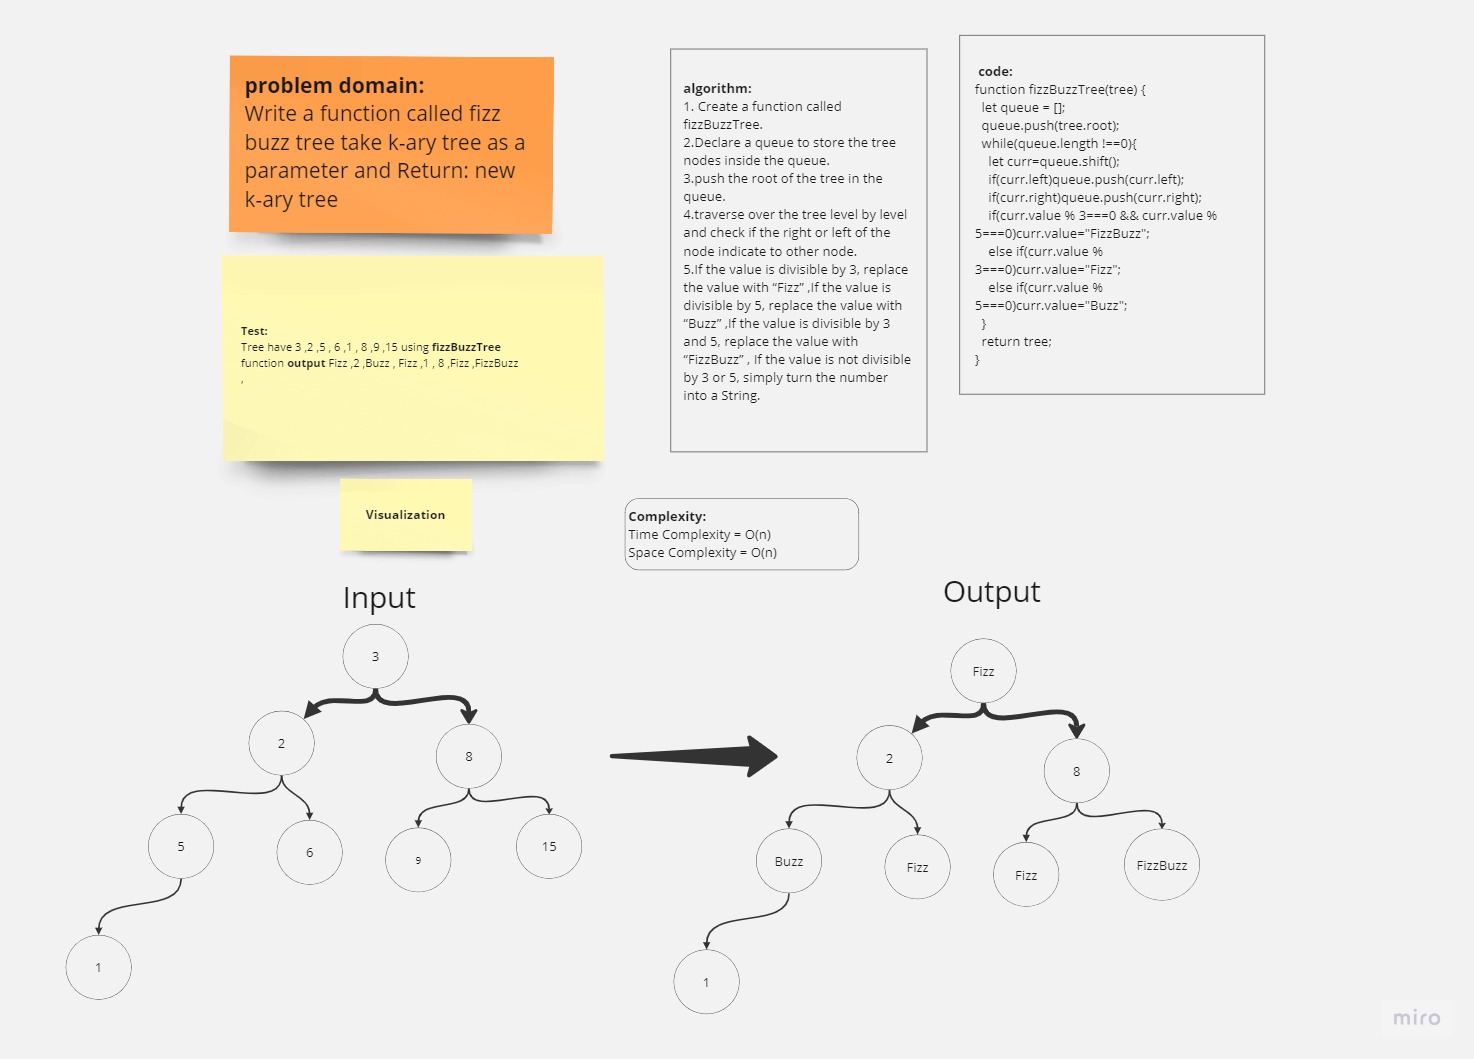 problem domain:
Write a function called fizz
buzz tree take k-ary tree as a
parameter and Return: new
k-ary tree
Test:
Tree have 3 ,2 ,5 , 6 ,1 , 8 ,9 ,15 using fizzBuzzTree
function output Fizz ,2 ,Buzz , Fizz ,1 , 8 ,Fizz ,FizzBuzz
,
Visualization
algorithm:
1. Create a function called
fizzBuzzTree.
2.Declare a queue to store the tree
nodes inside the queue.
3.push the root of the tree in the
queue.
4.traverse over the tree level by level
and check if the right or left of the
node indicate to other node.
5.If the value is divisible by 3, replace
the value with “Fizz” ,If the value is
divisible by 5, replace the value with
“Buzz” ,If the value is divisible by 3
and 5, replace the value with
“FizzBuzz” , If the value is not divisible
by 3 or 5, simply turn the number
into a String.
code:
function fizzBuzzTree(tree) {
let queue = [];
queue.push(tree.root);
while(queue.length !==0){
let curr=queue.shift();
if(curr.left)queue.push(curr.left);
if(curr.right)queue.push(curr.right);
if(curr.value % 3===0 && curr.value %
5===0)curr.value="FizzBuzz";
else if(curr.value %
3===0)curr.value="Fizz";
else if(curr.value %
5===0)curr.value="Buzz";
}
return tree;
}
Complexity:
Time Complexity = O(n)
Space Complexity = O(n)
Input
3
2
8
5
6
9
15
1
Output
Fizz
2
8
Buzz
Fizz
Fizz
FizzBuzz
1
miro